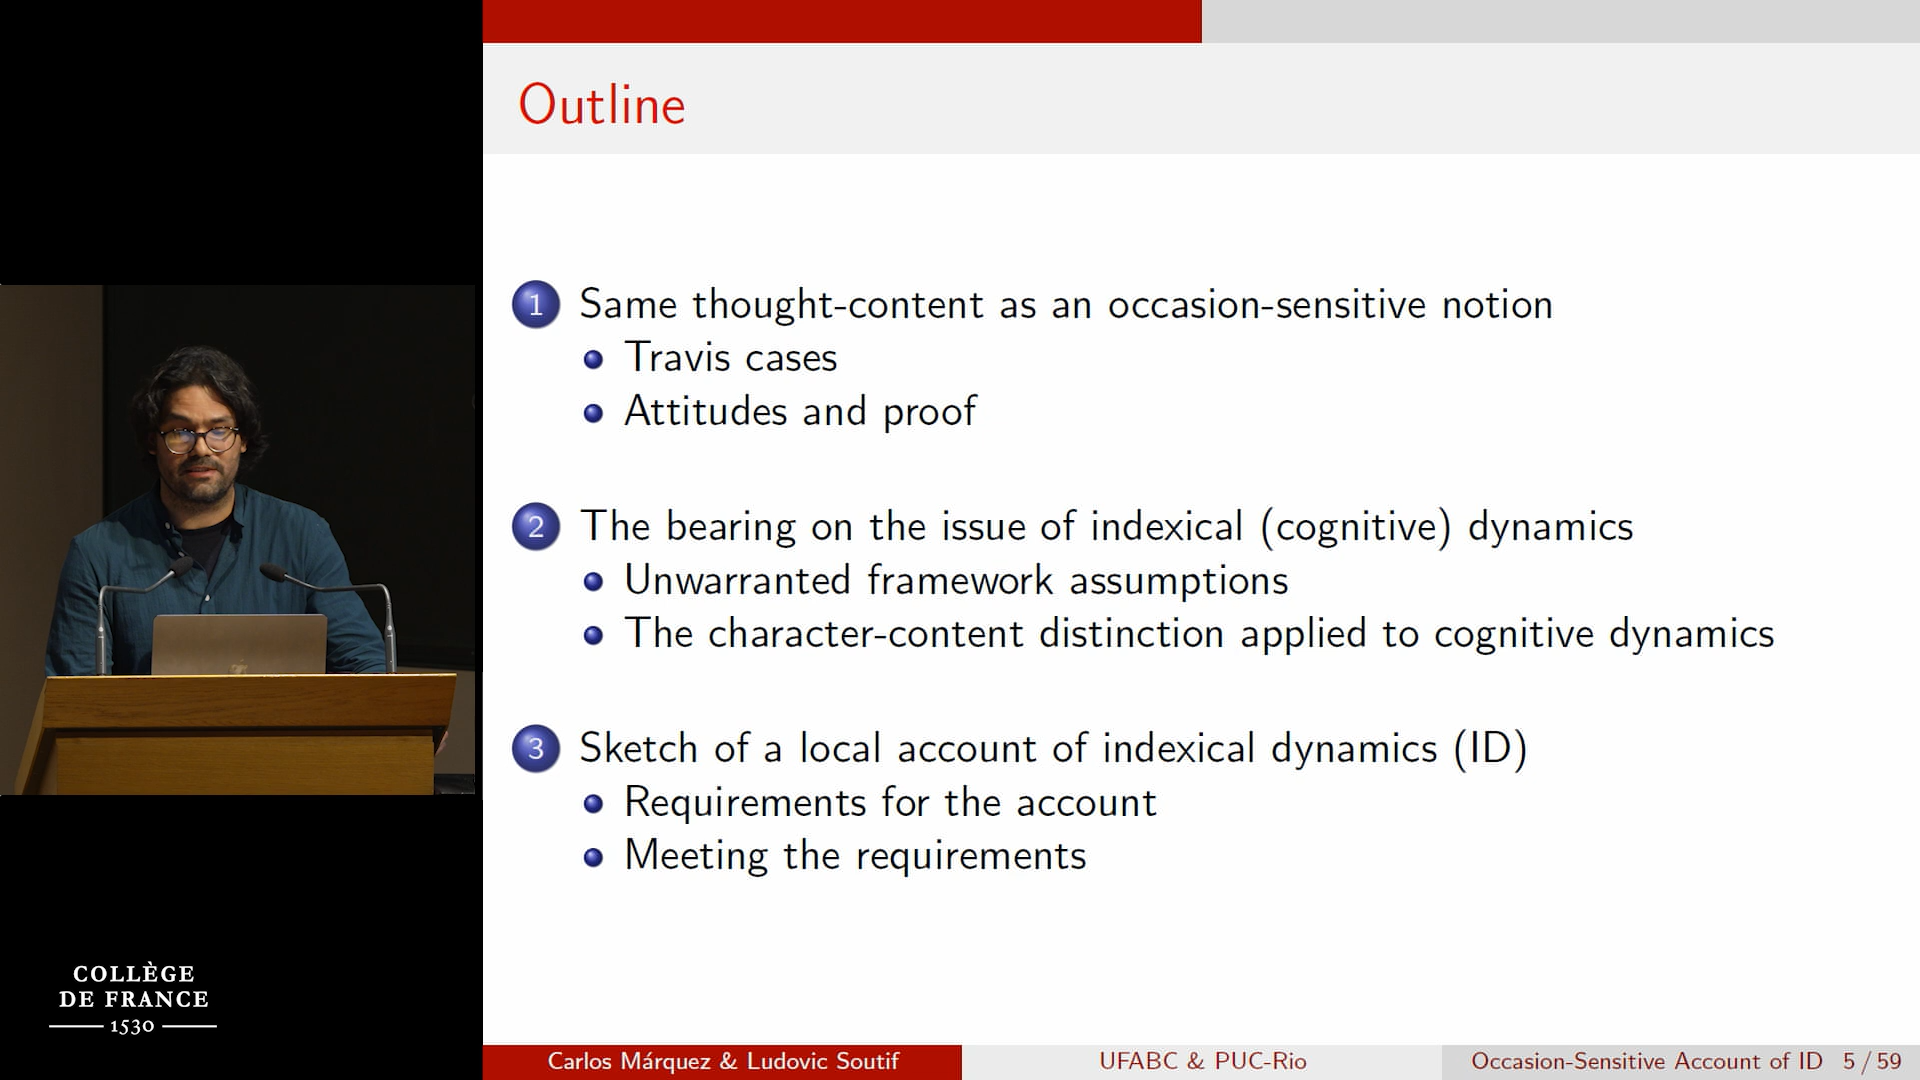 Outline
1 Same thought-content as an occasion-sensitive notion
Travis cases
Attitudes and proof
2 The bearing on the issue of indexical (cognitive) dynamics
Unwarranted framework assumptions
The character-content distinction applied to cognitive dynamics
3 Sketch of a local account of indexical dynamics (ID)
Requirements for the account
Meeting the requirements
COLLÈGE
DE FRANCE
1530
Carlos Márquez & Ludovic Soutif
UFABC & PUC-Rio
Occasion-Sensitive Account of ID 5 / 59